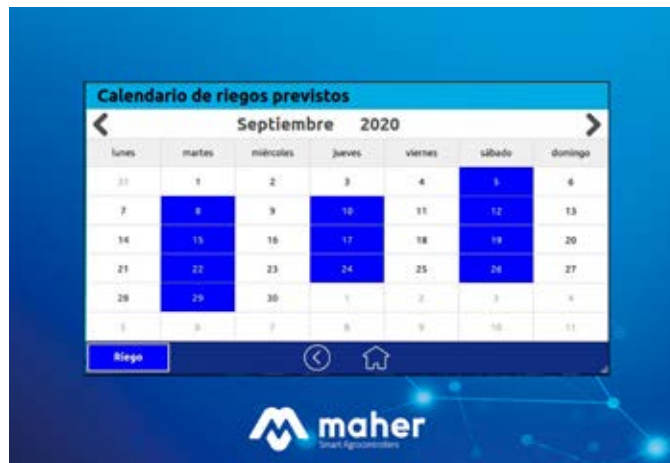 Calendario de riegos previstos
Septiembre 2020
lunes martes miércoles jueves viernes sábado domingo
31 1 2 3 4 5 6
7 8 9 10 11 12 13
14 15 16 17 18 19 20
21 22 23 24 25 26 27
28 29 30 1 2 3 4
5 6 7 8 9 10 11
Riego
maher
Smart Agrocontrollers